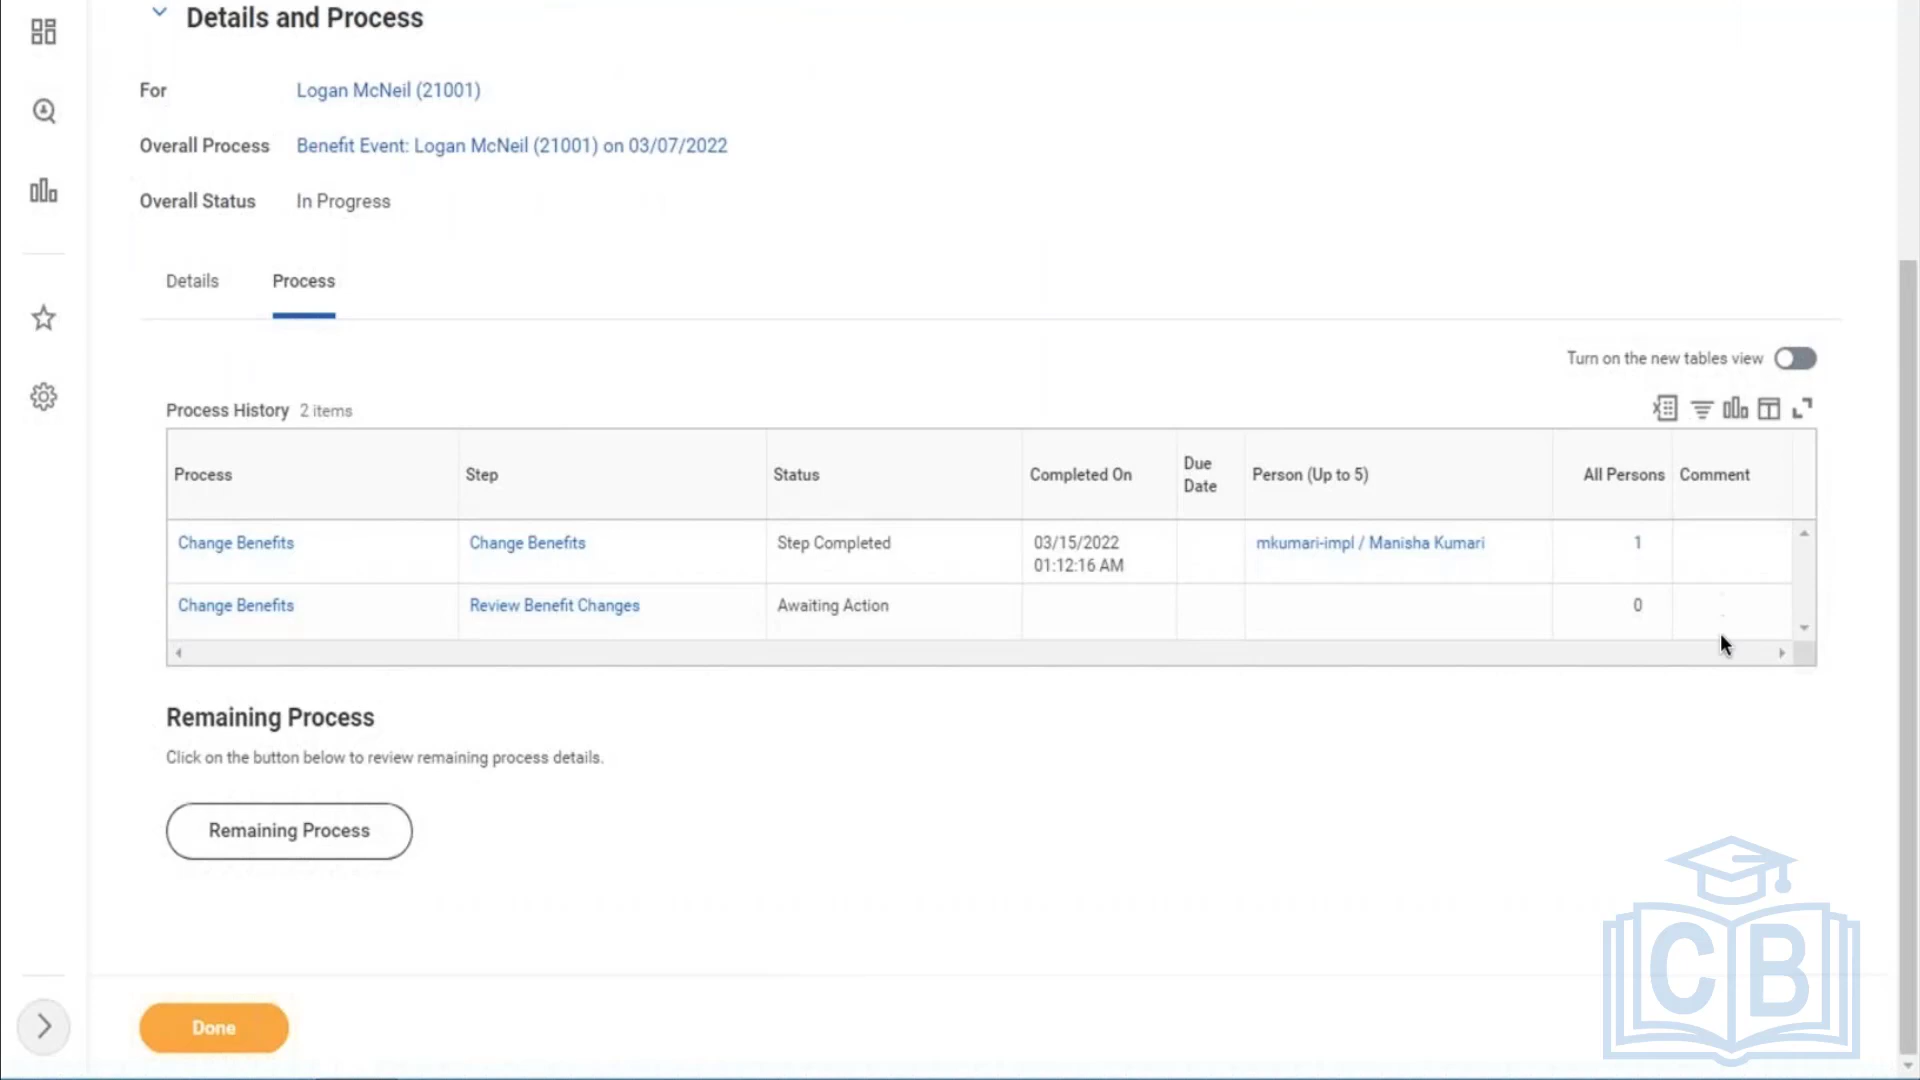 Details and Process
For Logan McNeil (21001)
Overall Process Benefit Event: Logan McNeil (21001) on 03/07/2022
Overall Status In Progress
Details Process
Turn on the new tables view
Process History 2 items
Process Step Status Completed On Due Date Person (Up to 5) All Persons Comment
Change Benefits Change Benefits Step Completed 03/15/2022 01:12:16 AM mkumari-impl / Manisha Kumari 1
Change Benefits Review Benefit Changes Awaiting Action 0
Remaining Process
Click on the button below to review remaining process details.
Remaining Process
Done
CB